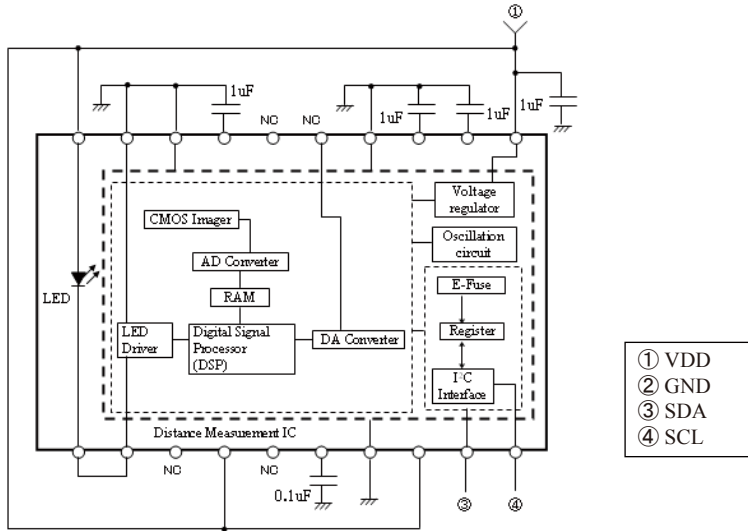 ①
1uF
1uF
1uF
1uF
NC
NC
Voltage
regulator
CMOS Imager
Oscillation
circuit
AD Converter
E-Fuse
LED
RAM
LED
Driver
Digital Signal
Processor
(DSP)
DA Converter
Register
I²C
Interface
Distance Measurement IC
NC
NC
0.1uF
③
④
① VDD
② GND
③ SDA
④ SCL